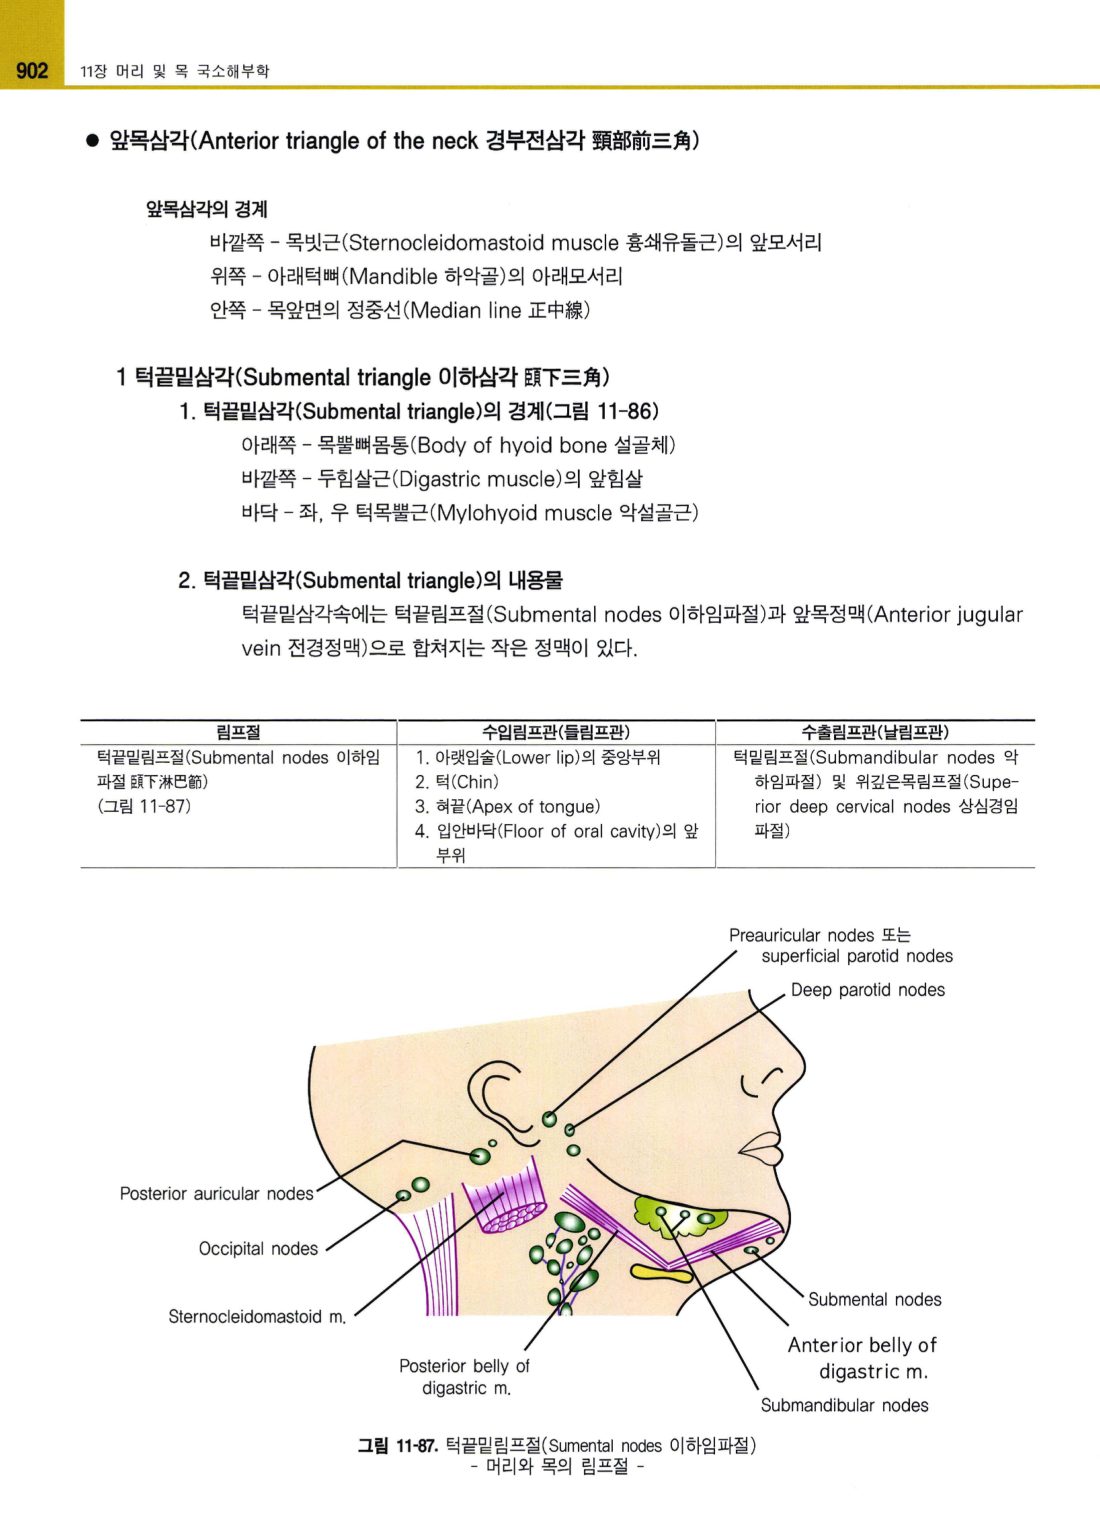 902
11장 머리 및 목 국소해부학
● 앞목삼각(Anterior triangle of the neck 경부전삼각 頸部前三角)
앞목삼각의 경계
바깥쪽 - 목빗근(Sternocleidomastoid muscle 흉쇄유돌근)의 앞모서리
위쪽 - 아래턱뼈(Mandible 하악골)의 아래모서리
안쪽 - 목앞면의 정중선(Median line 正中線)
1 턱끝밑삼각(Submental triangle 이하삼각 頤下三角)
1. 턱끝밑삼각(Submental triangle)의 경계(그림 11-86)
아래쪽 - 목뿔뼈몸통(Body of hyoid bone 설골체)
바깥쪽 - 두힘살근(Digastric muscle)의 앞힘살
바닥 - 좌, 우 턱목뿔근(Mylohyoid muscle 악설골근)
2. 턱끝밑삼각(Submental triangle)의 내용물
턱끝밑삼각속에는 턱끝림프절(Submental nodes 이하임파절)과 앞목정맥(Anterior jugular
vein 전경정맥)으로 합쳐지는 작은 정맥이 있다.
림프절
수입림프관(들림프관)
수출림프관(날림프관)
턱끝밑림프절(Submental nodes 이하임
파절 頤下淋巴節)
(그림 11-87)
1. 아랫입술(Lower lip)의 중앙부위
2. 턱(Chin)
3. 혀끝(Apex of tongue)
4. 입안바닥(Floor of oral cavity)의 앞
부위
턱밑림프절(Submandibular nodes 악
하임파절) 및 위깊은목림프절(Supe-
rior deep cervical nodes 상심경임
파절)
Preauricular nodes 또는
superficial parotid nodes
Deep parotid nodes
Posterior auricular nodes
Occipital nodes
Sternocleidomastoid m.
Posterior belly of
digastric m.
Submental nodes
Anterior belly of
digastric m.
Submandibular nodes
그림 11-87. 턱끝밑림프절(Sumental nodes 이하임파절)
- 머리와 목의 림프절 -